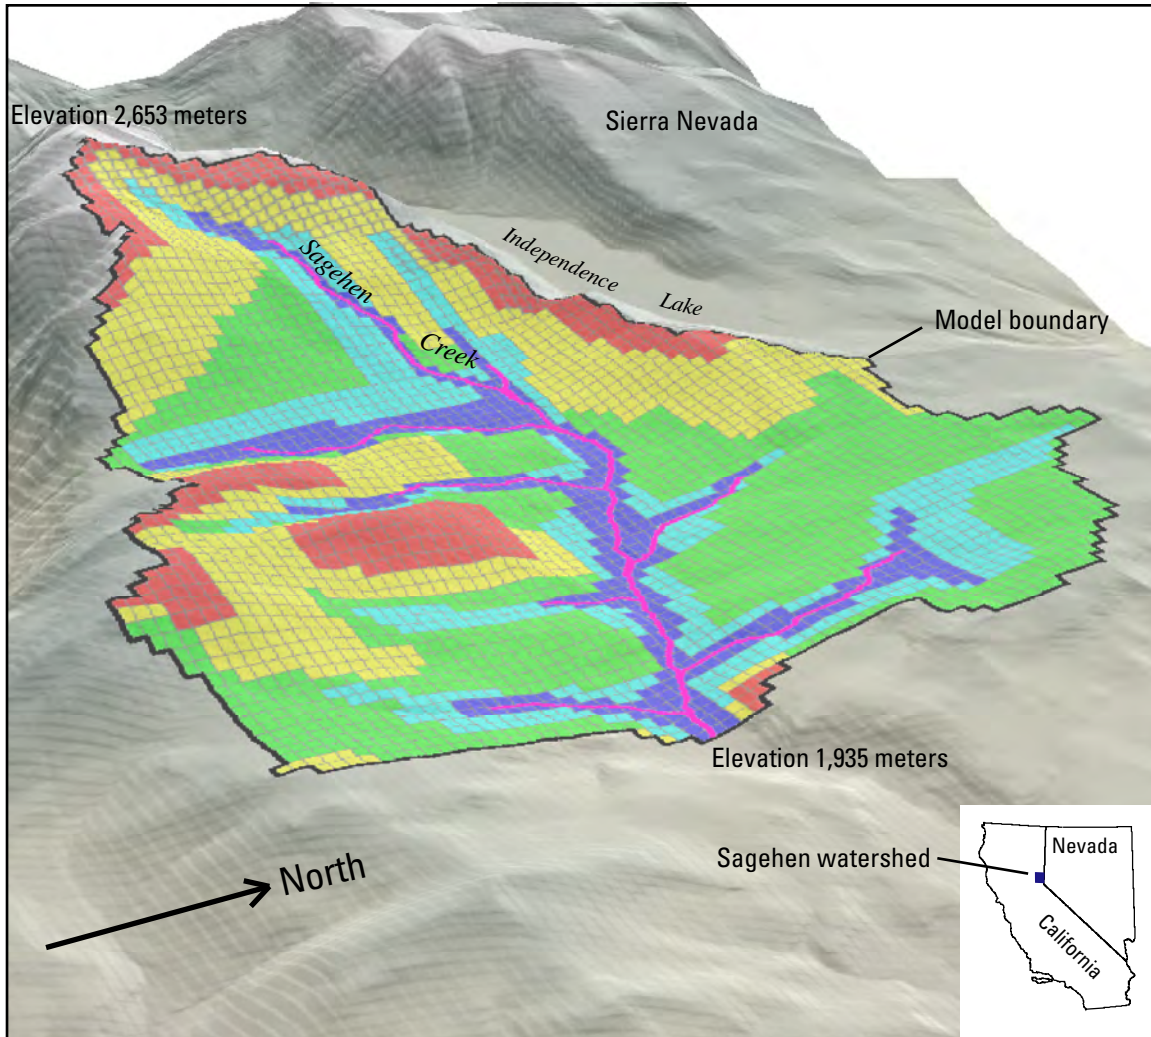 Elevation 2,653 meters
Sierra Nevada
Independence Lake
Sagehen
Creek
Model boundary
Elevation 1,935 meters
North
Sagehen watershed
Nevada
California